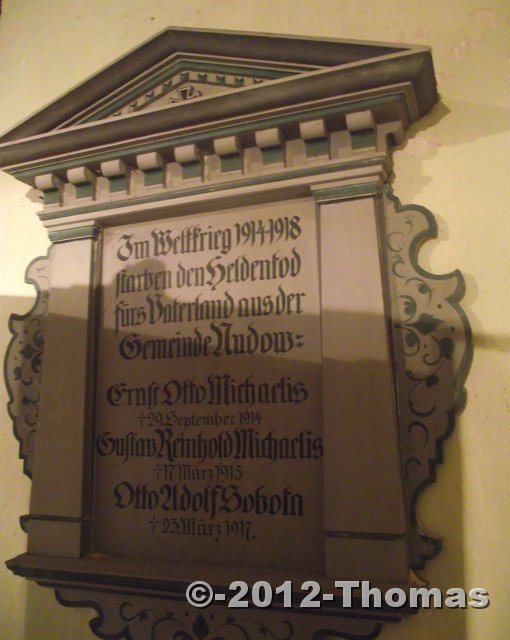 Im Weltkrieg 1914-1918
starben den Heldentod
fürs Vaterland aus der
Gemeinde Nudow:
Ernst Otto Michaelis
†29. September 1914
Gustav Reinhold Michaelis
†17 März 1915
Otto Adolf Sobota
†25. März 1917.
©-2012-Thomas